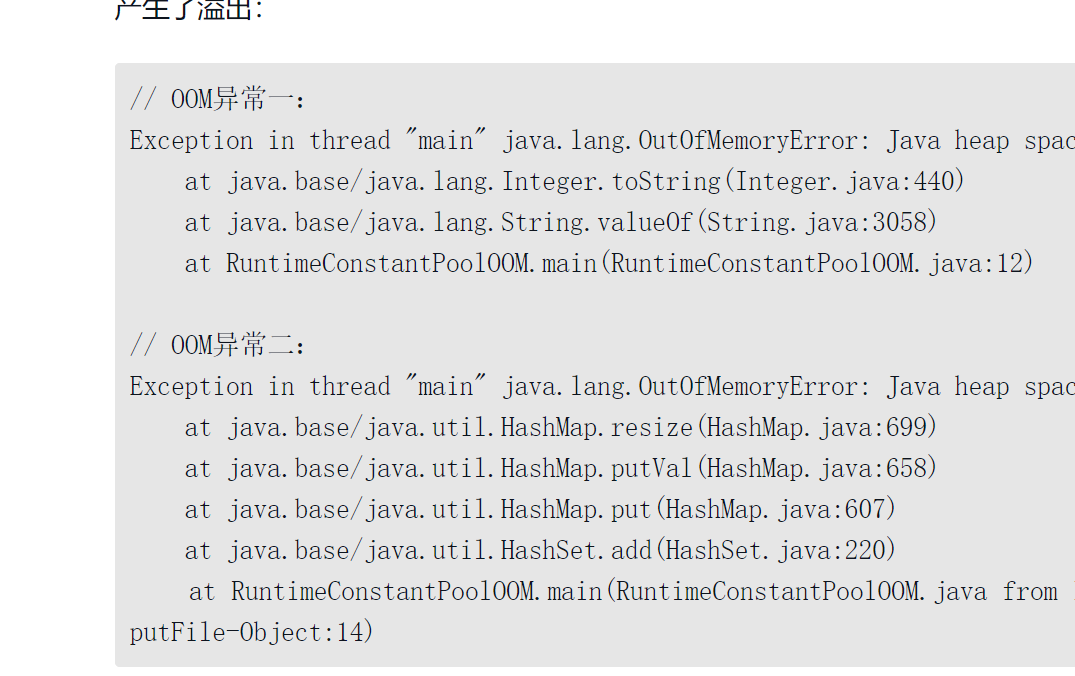 产生了溢出：
// OOM异常一：
Exception in thread "main" java.lang.OutOfMemoryError: Java heap
at java.base/java.lang.Integer.toString(Integer.java:440)
at java.base/java.lang.String.valueOf(String.java:3058)
at RuntimeConstantPoolOOM.main(RuntimeConstantPoolOOM.java:12)
// OOM异常二：
Exception in thread "main" java.lang.OutOfMemoryError: Java heap
at java.base/java.util.HashMap.resize(HashMap.java:699)
at java.base/java.util.HashMap.putVal(HashMap.java:658)
at java.base/java.util.HashMap.put(HashMap.java:607)
at java.base/java.util.HashSet.add(HashSet.java:220)
at RuntimeConstantPoolOOM.main(RuntimeConstantPoolOOM.java from
putFile-Object:14)